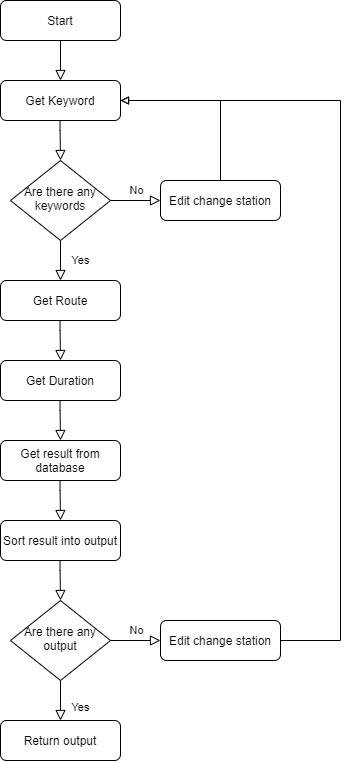 Start
Get Keyword
Are there any
keywords
No
Edit change station
Yes
Get Route
Get Duration
Get result from
database
Sort result into output
Are there any
output
No
Edit change station
Yes
Return output